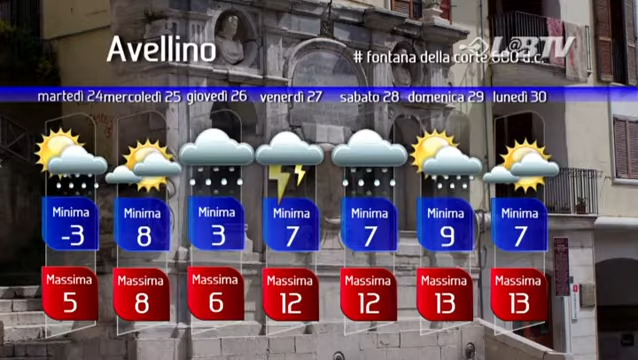 Avellino
L@BTV
# fontana della corte 600 d.c.
martedì 24 mercoledì 25 giovedì 26 venerdì 27 sabato 28 domenica 29 lunedì 30
Minima Minima Minima Minima Minima Minima Minima
-3 8 3 7 7 9 7
Massima Massima Massima Massima Massima Massima Massima
5 8 6 12 12 13 13